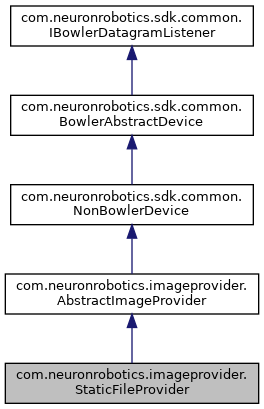 com.neuronrobotics.sdk.common.
IBowlerDatagramListener
com.neuronrobotics.sdk.common.
BowlerAbstractDevice
com.neuronrobotics.sdk.common.
NonBowlerDevice
com.neuronrobotics.imageprovider.
AbstractImageProvider
com.neuronrobotics.imageprovider.
StaticFileProvider